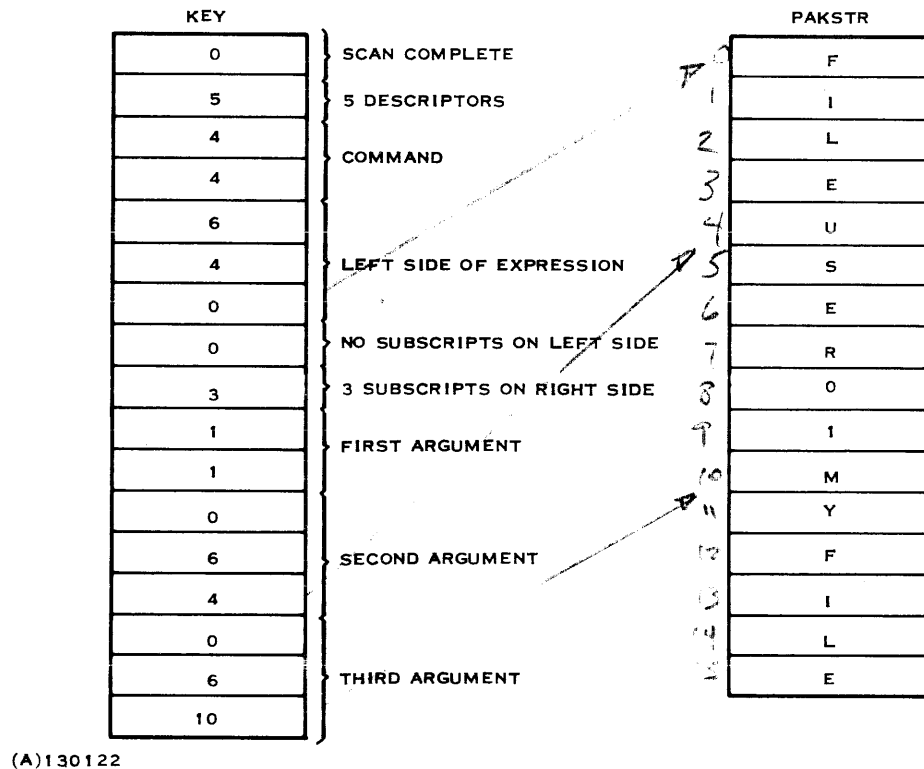 KEY
0
5
4
4
6
4
0
0
3
1
1
0
6
4
0
6
10
SCAN COMPLETE
5 DESCRIPTORS
COMMAND
LEFT SIDE OF EXPRESSION
NO SUBSCRIPTS ON LEFT SIDE
3 SUBSCRIPTS ON RIGHT SIDE
FIRST ARGUMENT
SECOND ARGUMENT
THIRD ARGUMENT
PAKSTR
0 F
1 I
2 L
3 E
4 U
5 S
6 E
7 R
8 0
9 1
10 M
11 Y
12 F
13 I
14 L
E
(A)130122